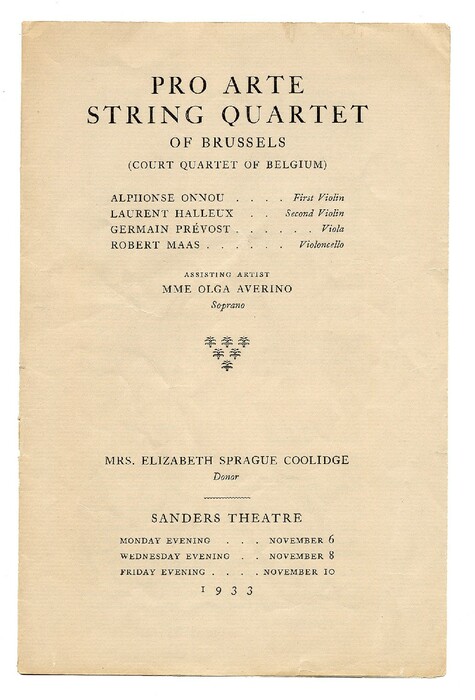 PRO ARTE
STRING QUARTET
OF BRUSSELS
(COURT QUARTET OF BELGIUM)
ALPHONSE ONNOU . . . . First Violin
LAURENT HALLEUX . . Second Violin
GERMAIN PRÉVOST . . . . . . Viola
ROBERT MAAS . . . . . . Violoncello
ASSISTING ARTIST
MME OLGA AVERINO
Soprano
MRS. ELIZABETH SPRAGUE COOLIDGE
Donor
SANDERS THEATRE
MONDAY EVENING . . . NOVEMBER 6
WEDNESDAY EVENING . . NOVEMBER 8
FRIDAY EVENING . . . . NOVEMBER 10
1933